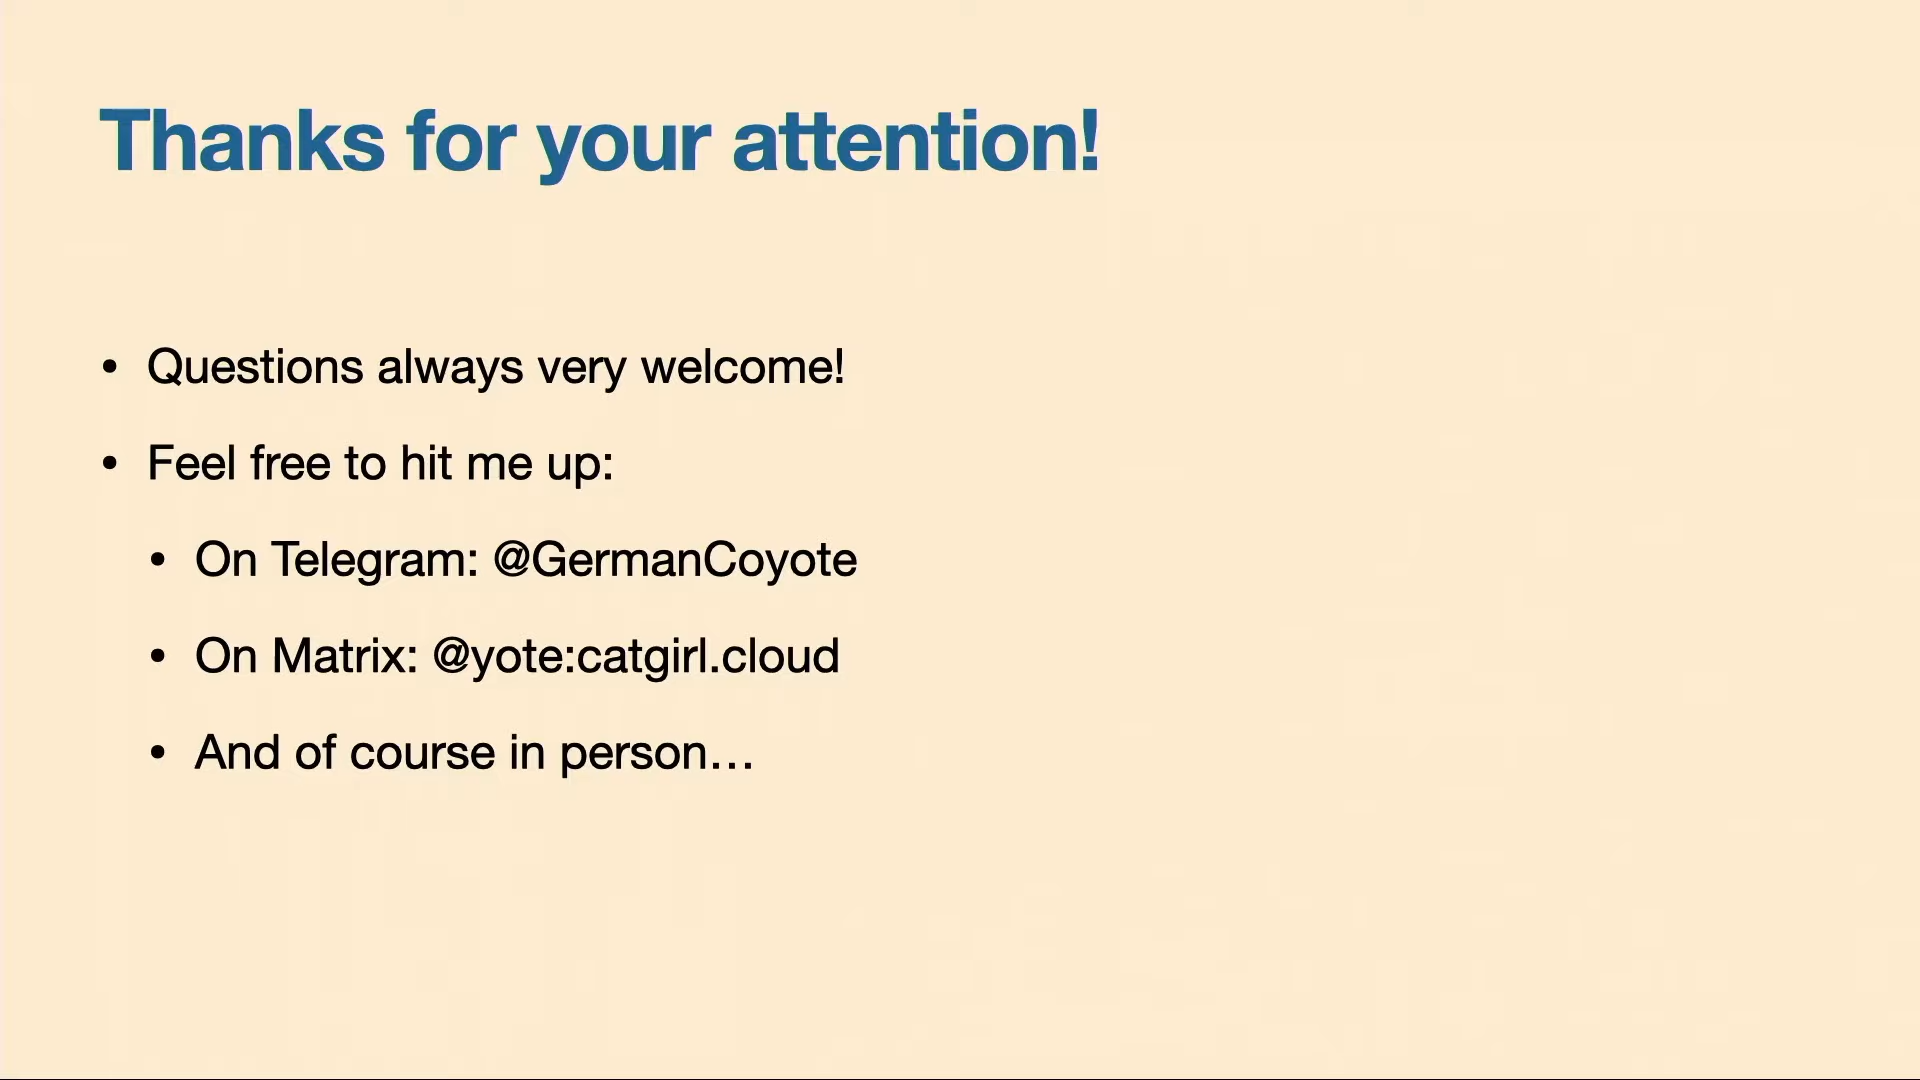 Thanks for your attention!
• Questions always very welcome!
• Feel free to hit me up:
• On Telegram: @GermanCoyote
• On Matrix: @yote:catgirl.cloud
• And of course in person…